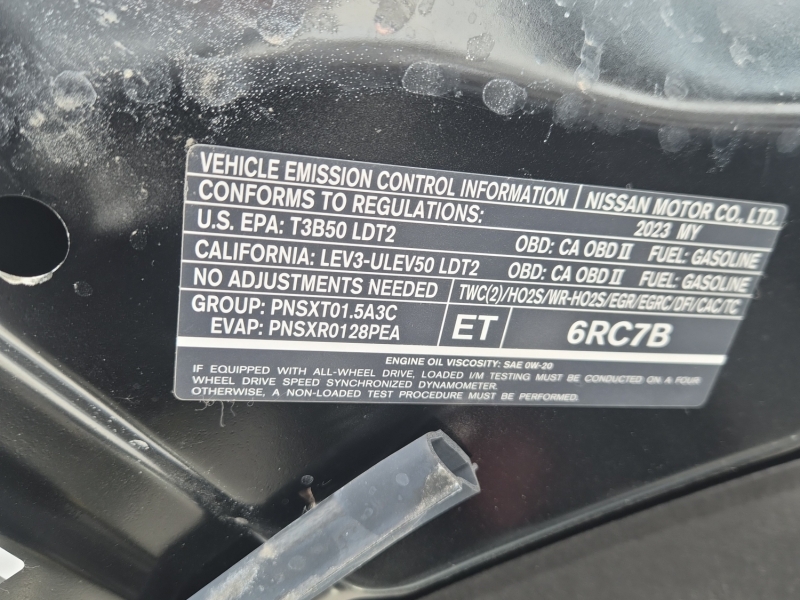 VEHICLE EMISSION CONTROL INFORMATION NISSAN MOTOR CO., LTD.
CONFORMS TO REGULATIONS: 2023 MY
U.S. EPA: T3B50 LDT2 OBD: CA OBD II FUEL: GASOLINE
CALIFORNIA: LEV3-ULEV50 LDT2 OBD: CA OBD II FUEL: GASOLINE
NO ADJUSTMENTS NEEDED TWC(2)/HO2S/WR-HO2S/EGR/EGRC/DFI/CAC/TC
GROUP: PNSXT01.5A3C
EVAP: PNSXR0128PEA
ET 6RC7B
ENGINE OIL VISCOSITY: SAE 0W-20
IF EQUIPPED WITH ALL-WHEEL DRIVE, LOADED I/M TESTING MUST BE CONDUCTED ON A FOUR
WHEEL DRIVE SPEED SYNCHRONIZED DYNAMOMETER.
OTHERWISE, A NON-LOADED TEST PROCEDURE MUST BE PERFORMED.